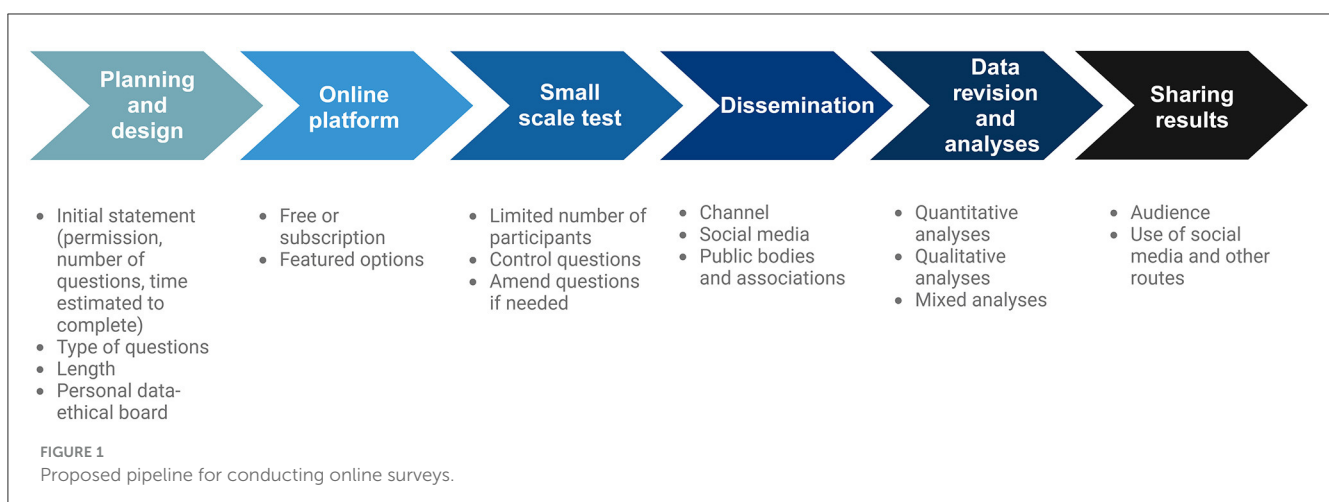 Planning
and
design
Online
platform
Small
scale test
Dissemination
Data
revision
and
analyses
Sharing
results
• Initial statement
(permission,
number of
questions, time
estimated to
complete)
• Type of questions
• Length
• Personal data-
ethical board
• Free or
subscription
• Featured options
• Limited number of
participants
• Control questions
• Amend questions
if needed
• Channel
• Social media
• Public bodies
and associations
• Quantitative
analyses
• Qualitative
analyses
• Mixed analyses
• Audience
• Use of social
media and other
routes
FIGURE 1
Proposed pipeline for conducting online surveys.